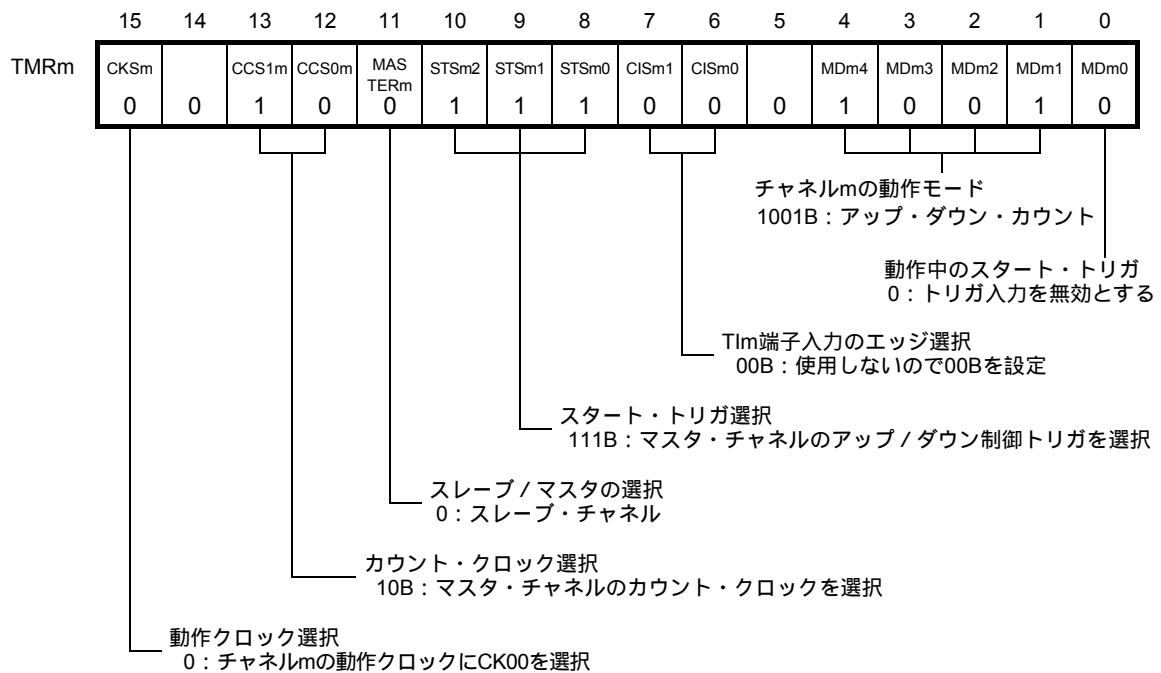 15 14 13 12 11 10 9 8 7 6 5 4 3 2 1 0
TMRm
CKSm CCS1m CCS0m MAS TERm STSm2 STSm1 STSm0 CISm1 CISm0 MDm4 MDm3 MDm2 MDm1 MDm0
0 0 1 0 0 1 1 1 0 0 0 1 0 0 1 0
チャネルmの動作モード
1001B:アップ・ダウン・カウント
動作中のスタート・トリガ
0:トリガ入力を無効とする
TIm端子入力のエッジ選択
00B:使用しないので00Bを設定
スタート・トリガ選択
111B:マスタ・チャネルのアップ/ダウン制御トリガを選択
スレーブ/マスタの選択
0:スレーブ・チャネル
カウント・クロック選択
10B:マスタ・チャネルのカウント・クロックを選択
動作クロック選択
0:チャネルmの動作クロックにCK00を選択